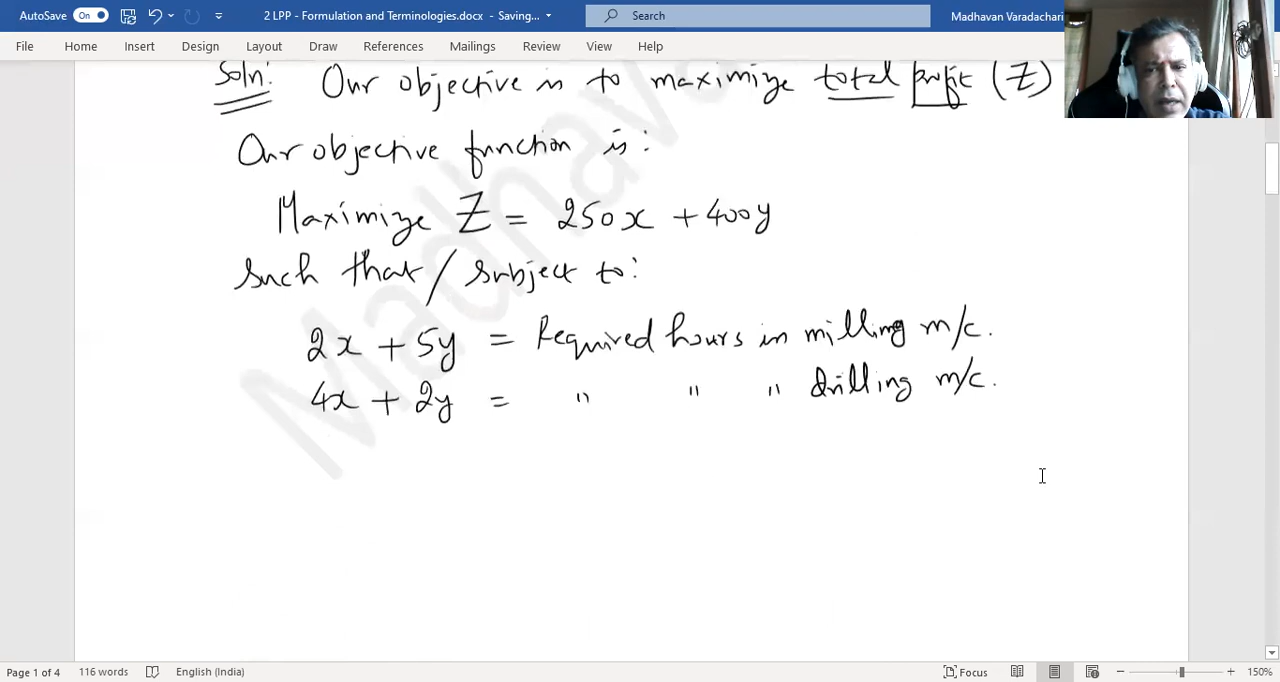 AutoSave On 2 LPP - Formulation and Terminologies.docx - Saving... Search Madhavan Varadachari
File Home Insert Design Layout Draw References Mailings Review View Help
Soln: Our objective is to maximize total profit (Z)
Our objective function is:
Maximize Z = 250x + 400y
Such that / subject to:
2x + 5y = Required hours in milling m/c.
4x + 2y = " " " drilling m/c.
Madhav
Page 1 of 4 116 words English (India) Focus 150%